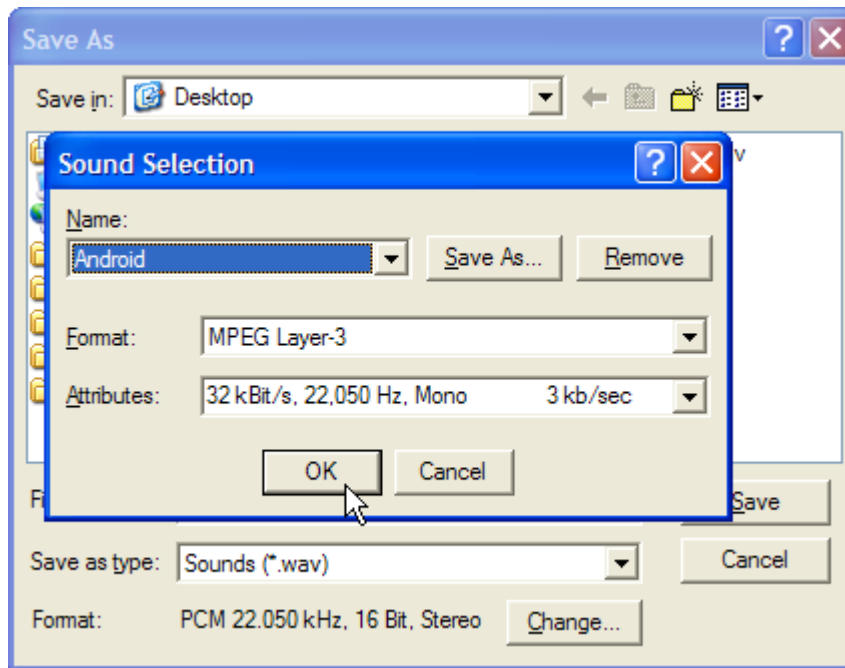 Save As
Save in: Desktop
v
Sound Selection
Name:
Android Save As... Remove
Format: MPEG Layer-3
Attributes: 32 kBit/s, 22,050 Hz, Mono 3 kb/sec
OK Cancel
Save
Save as type: Sounds (*.wav) Cancel
Format: PCM 22.050 kHz, 16 Bit, Stereo Change...